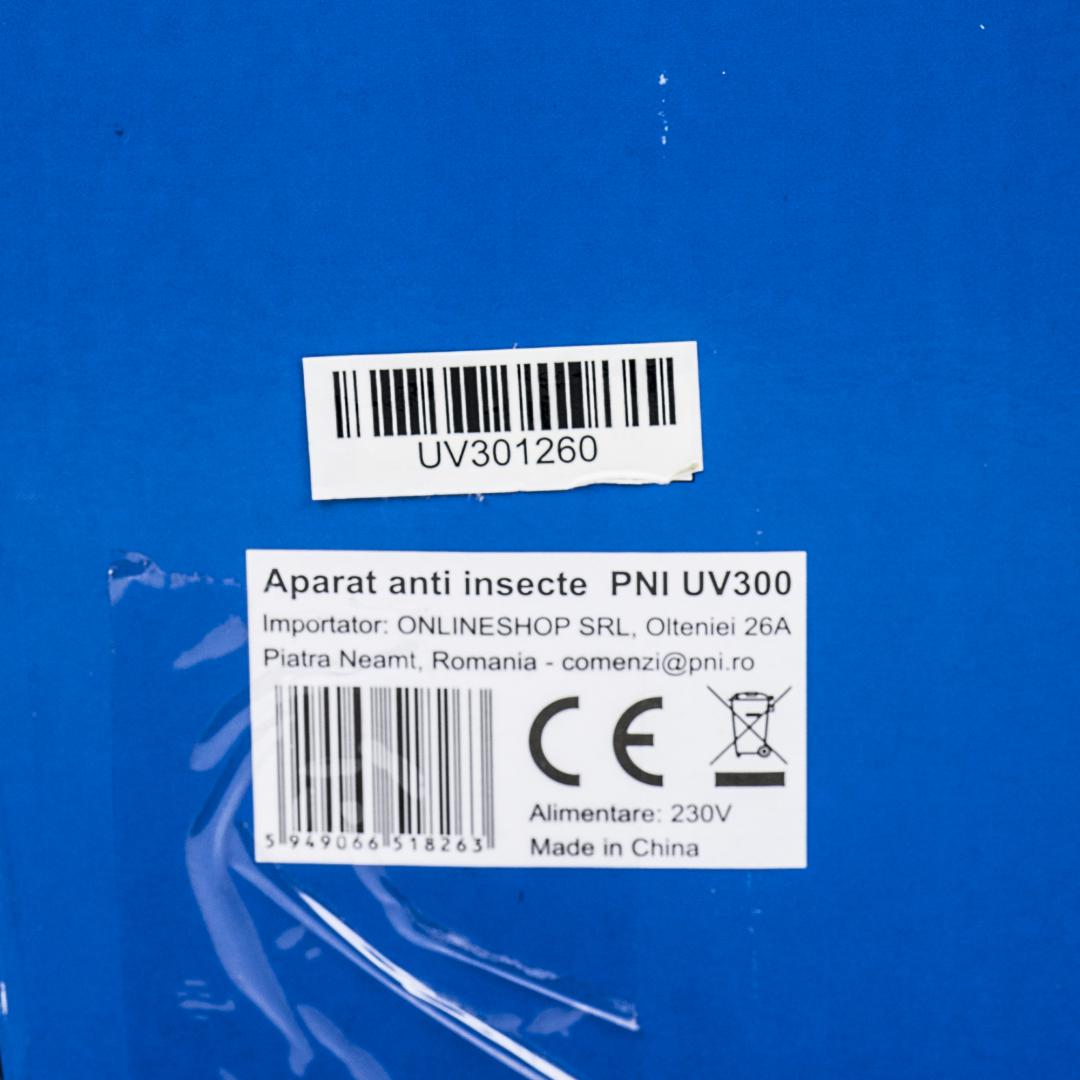 UV301260
Aparat anti insecte PNI UV300
Importator: ONLINESHOP SRL, Olteniei 26A
Piatra Neamt, Romania - comenzi@pni.ro
CE
5 949066 518263
Alimentare: 230V
Made in China